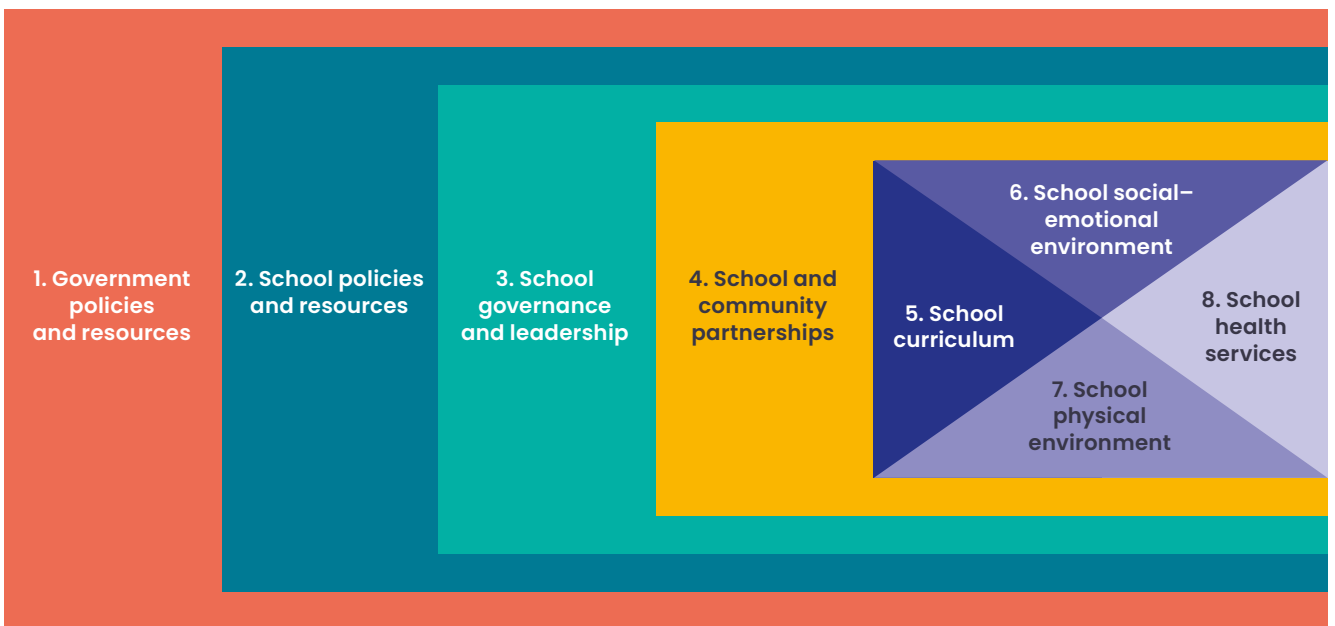 1. Government
policies
and resources
2. School policies
and resources
3. School
governance
and leadership
4. School and
community
partnerships
5. School
curriculum
6. School social–
emotional
environment
7. School
physical
environment
8. School
health
services